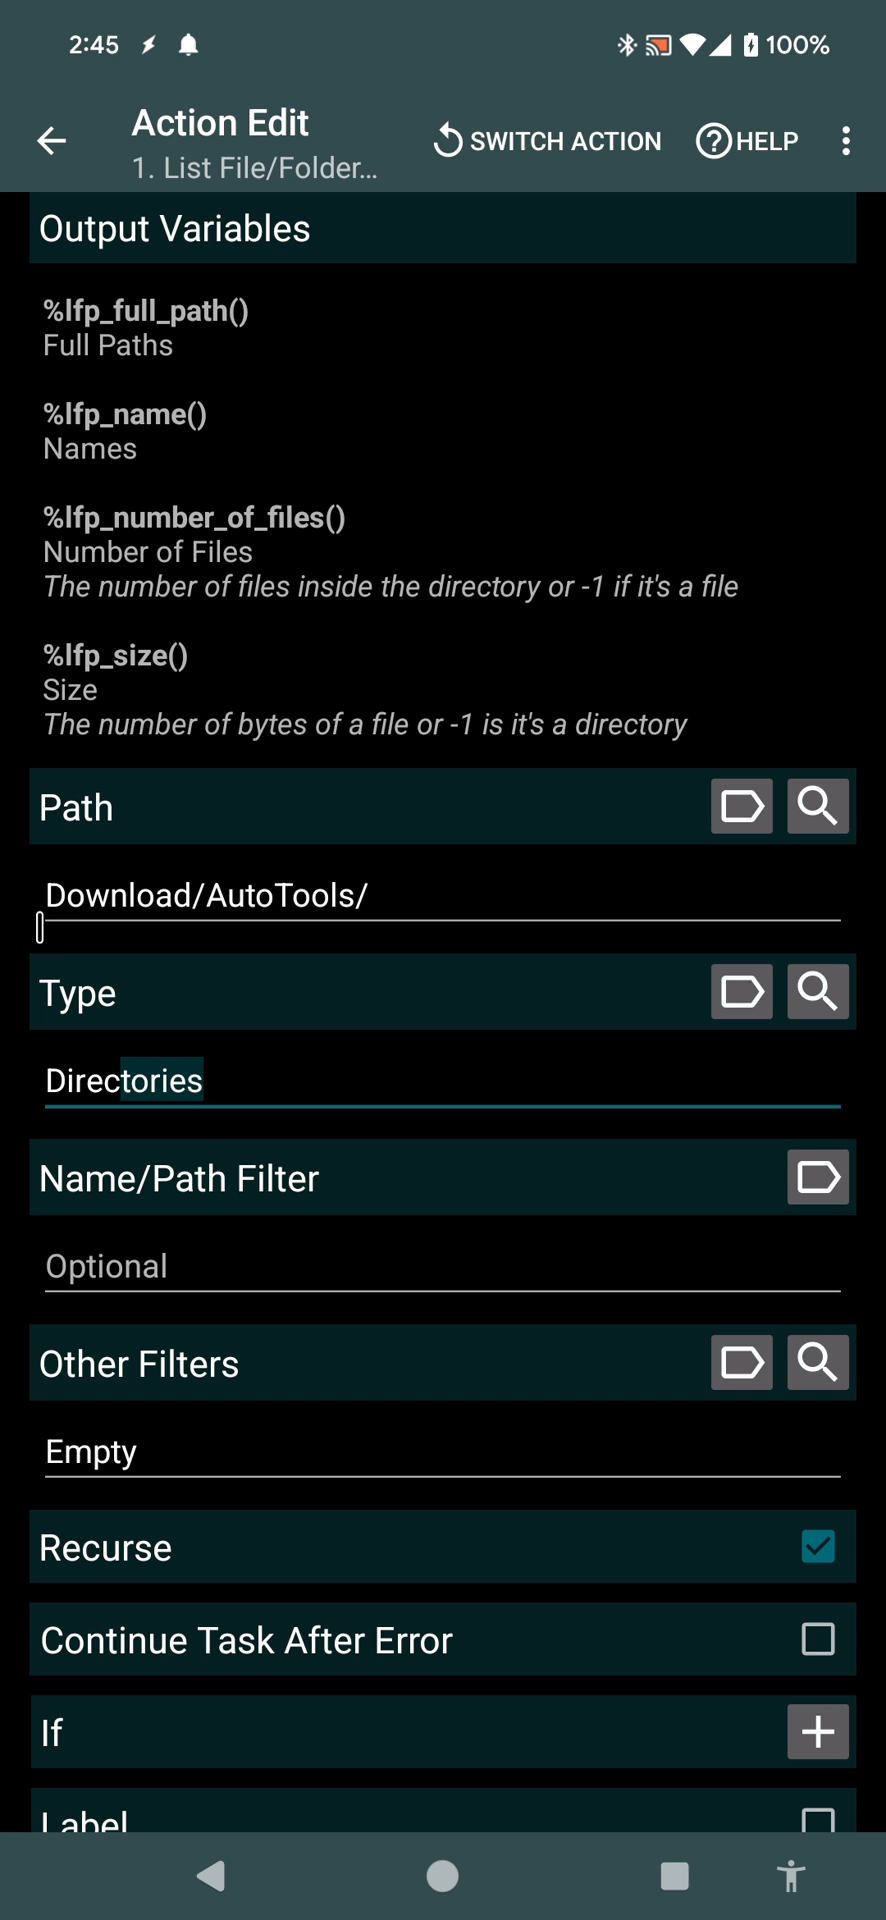 2:45
100%
Action Edit
1. List File/Folder...
SWITCH ACTION
HELP
Output Variables
%lfp_full_path()
Full Paths
%lfp_name()
Names
%lfp_number_of_files()
Number of Files
The number of files inside the directory or -1 if it's a file
%lfp_size()
Size
The number of bytes of a file or -1 is it's a directory
Path
Download/AutoTools/
Type
Directories
Name/Path Filter
Optional
Other Filters
Empty
Recurse
Continue Task After Error
If
Label